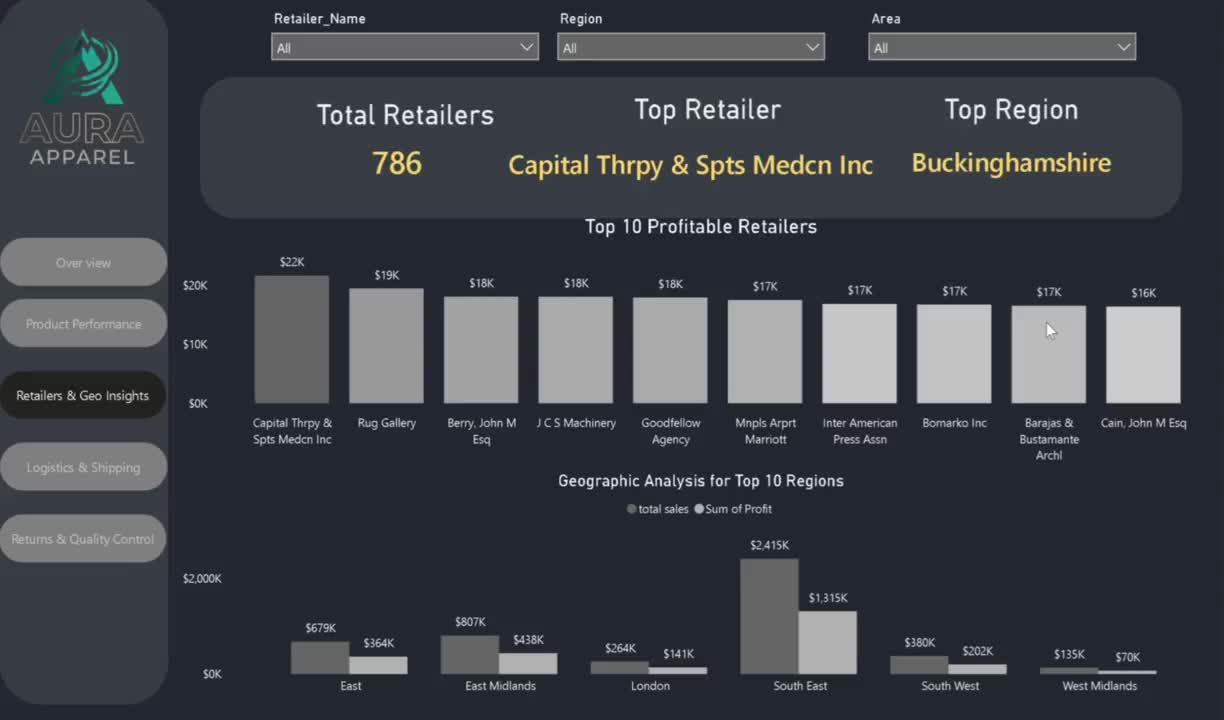 Retailer_Name
Region
Area
All
All
All
AURA
APPAREL
Total Retailers
Top Retailer
Top Region
786
Capital Thrpy & Spts Medcn Inc
Buckinghamshire
Over view
Product Performance
Retailers & Geo Insights
Logistics & Shipping
Returns & Quality Control
Top 10 Profitable Retailers
$20K
$10K
$0K
$22K
$19K
$18K
$18K
$18K
$17K
$17K
$17K
$17K
$16K
Capital Thrpy &
Spts Medcn Inc
Rug Gallery
Berry, John M
Esq
J C S Machinery
Goodfellow
Agency
Mnpls Arprt
Marriott
Inter American
Press Assn
Bomarko Inc
Barajas &
Bustamante
Archl
Cain, John M Esq
Geographic Analysis for Top 10 Regions
total sales
Sum of Profit
$2,000K
$0K
$679K
$364K
$807K
$438K
$264K
$141K
$2,415K
$1,315K
$380K
$202K
$135K
$70K
East
East Midlands
London
South East
South West
West Midlands